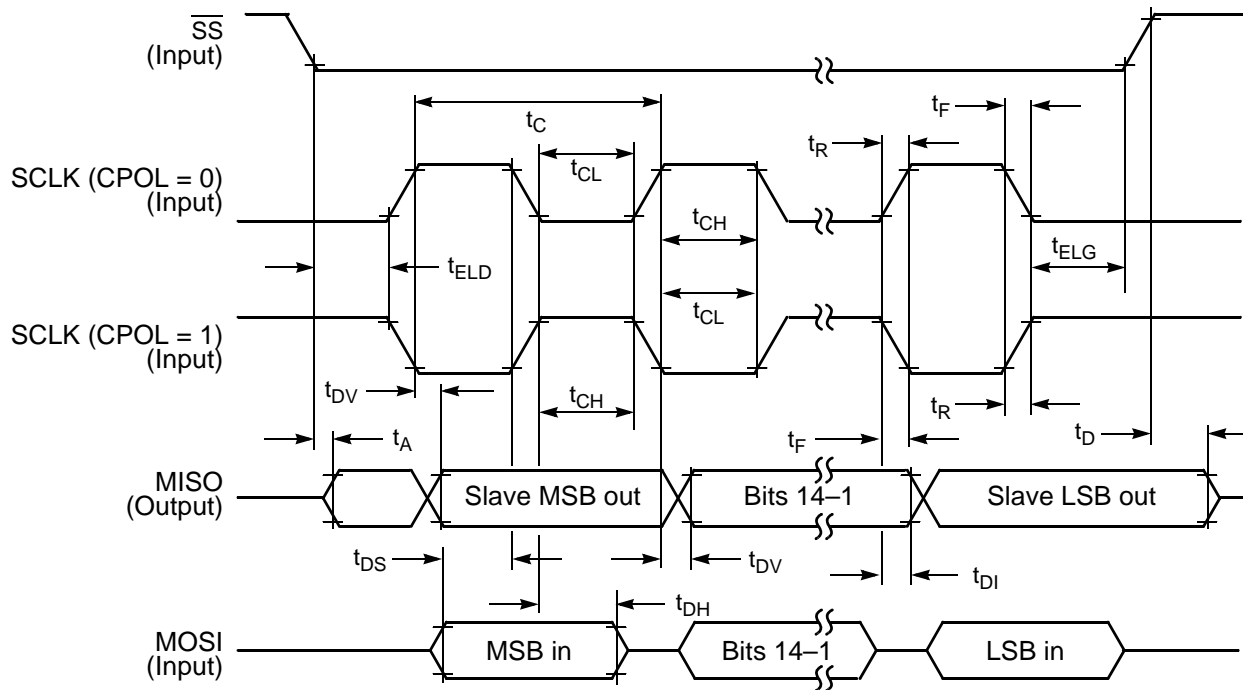 SS
(Input)
tF
tC
tR
SCLK (CPOL = 0)
(Input)
tCL
tCH
tELD
tELG
tCL
SCLK (CPOL = 1)
(Input)
tDV
tCH
tR
tA
tF
tD
MISO
(Output)
Slave MSB out
Bits 14–1
Slave LSB out
tDS
tDV
tDI
tDH
MOSI
(Input)
MSB in
Bits 14–1
LSB in